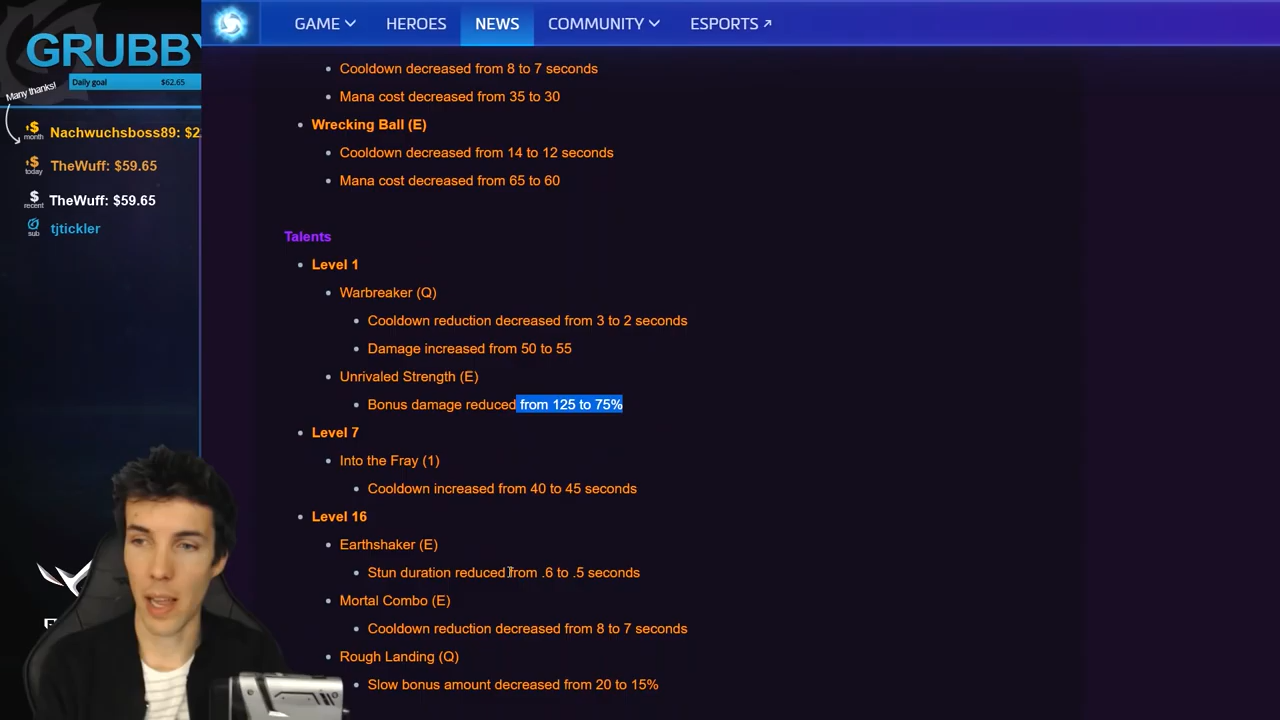 GRUBBY
Daily goal $62.65
Many thanks!
$ month Nachwuchsboss89: $2
$ today TheWuff: $59.65
$ recent TheWuff: $59.65
sub tjtickler
GAME HEROES NEWS COMMUNITY ESPORTS
Cooldown decreased from 8 to 7 seconds
Mana cost decreased from 35 to 30
Wrecking Ball (E)
Cooldown decreased from 14 to 12 seconds
Mana cost decreased from 65 to 60
Talents
Level 1
Warbreaker (Q)
Cooldown reduction decreased from 3 to 2 seconds
Damage increased from 50 to 55
Unrivaled Strength (E)
Bonus damage reduced from 125 to 75%
Level 7
Into the Fray (1)
Cooldown increased from 40 to 45 seconds
Level 16
Earthshaker (E)
Stun duration reduced from .6 to .5 seconds
Mortal Combo (E)
Cooldown reduction decreased from 8 to 7 seconds
Rough Landing (Q)
Slow bonus amount decreased from 20 to 15%